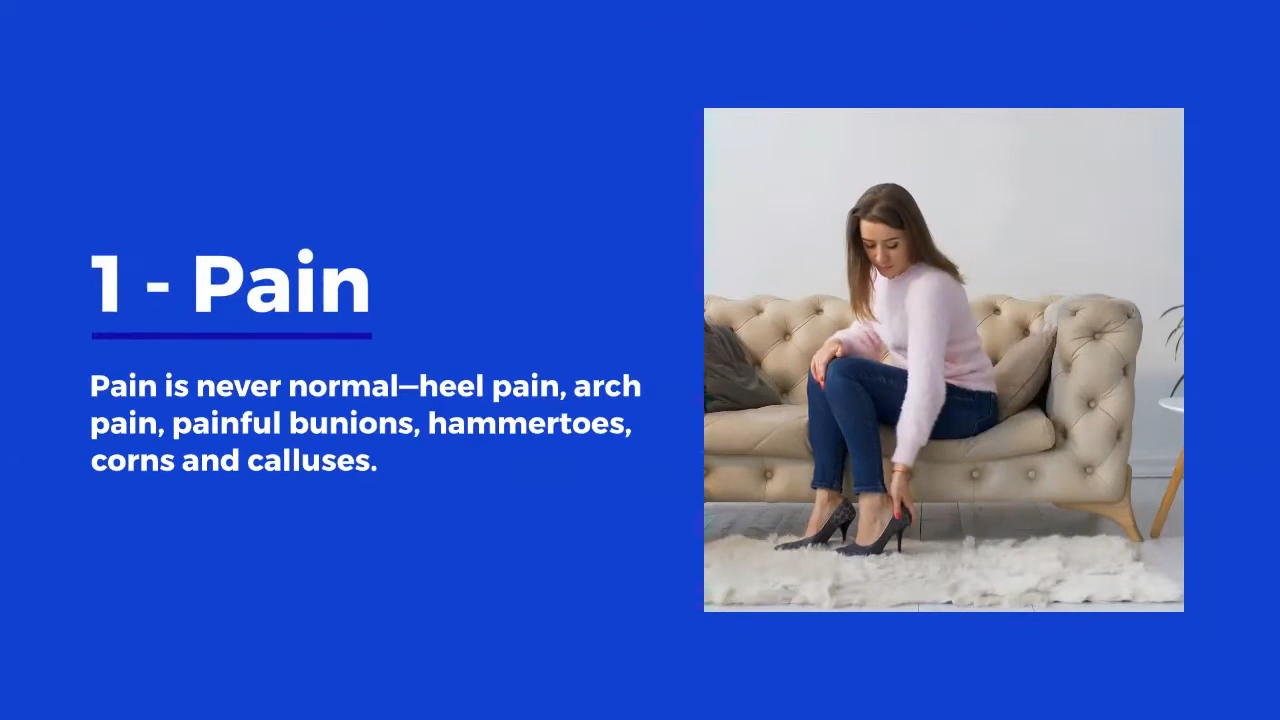 1 - Pain
Pain is never normal—heel pain, arch
pain, painful bunions, hammertoes,
corns and calluses.